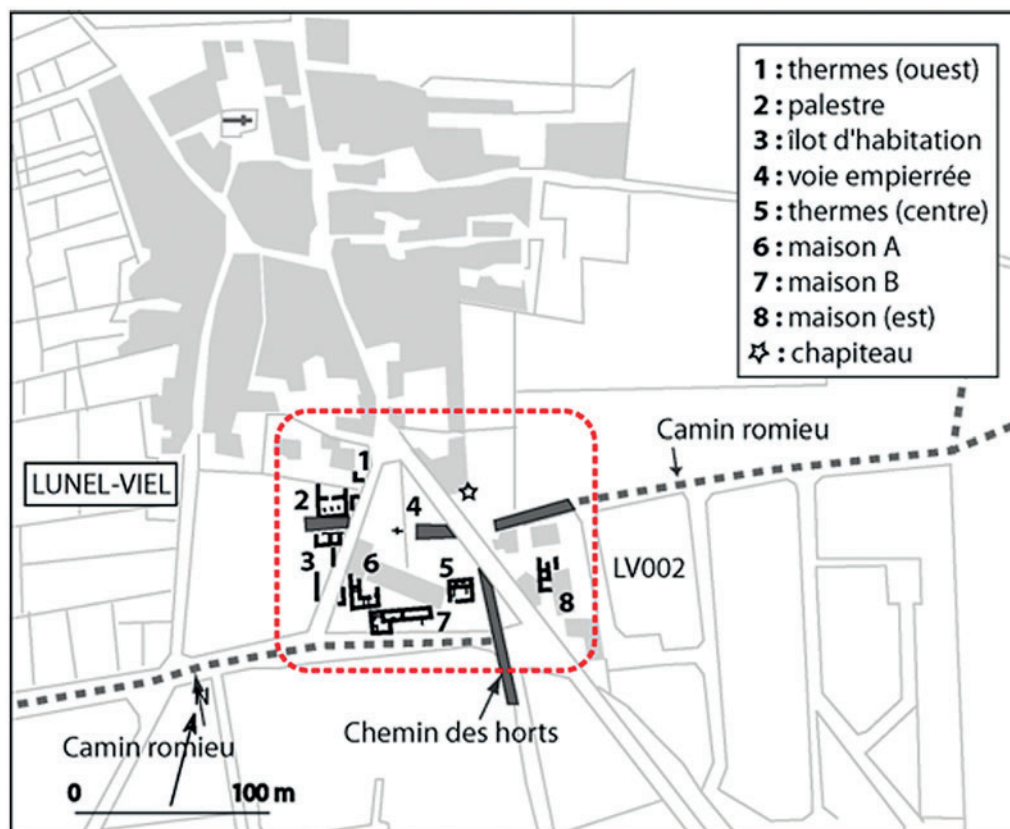 1 : thermes (ouest)
2 : palestre
3 : îlot d'habitation
4 : voie empierrée
5 : thermes (centre)
6 : maison A
7 : maison B
8 : maison (est)
☆ : chapiteau
Camin romieu
LUNEL-VIEL
1
2
4
3
6
5
LV002
8
7
N
Camin romieu
Chemin des horts
0 100 m